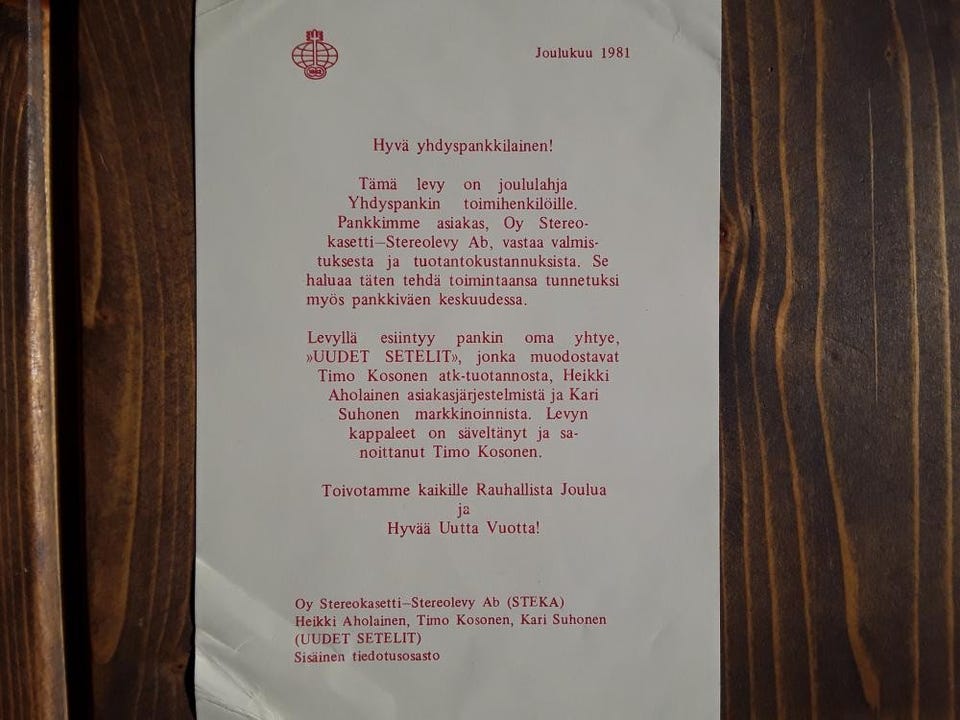 Joulukuu 1981
Hyvä yhdyspankkilainen!
Tämä levy on joululahja
Yhdyspankin toimihenkilöille.
Pankkimme asiakas, Oy Stereo-
kasetti—Stereolevy Ab, vastaa valmis-
tuksesta ja tuotantokustannuksista. Se
haluaa täten tehdä toimintaansa tunnetuksi
myös pankkiväen keskuudessa.
Levyllä esiintyy pankin oma yhtye,
»UUDET SETELIT», jonka muodostavat
Timo Kosonen atk-tuotannosta, Heikki
Aholainen asiakasjärjestelmistä ja Kari
Suhonen markkinoinnista. Levyn
kappaleet on säveltänyt ja sa-
noittanut Timo Kosonen.
Toivotamme kaikille Rauhallista Joulua
ja
Hyvää Uutta Vuotta!
Oy Stereokasetti—Stereolevy Ab (STEKA)
Heikki Aholainen, Timo Kosonen, Kari Suhonen
(UUDET SETELIT)
Sisäinen tiedotusosasto